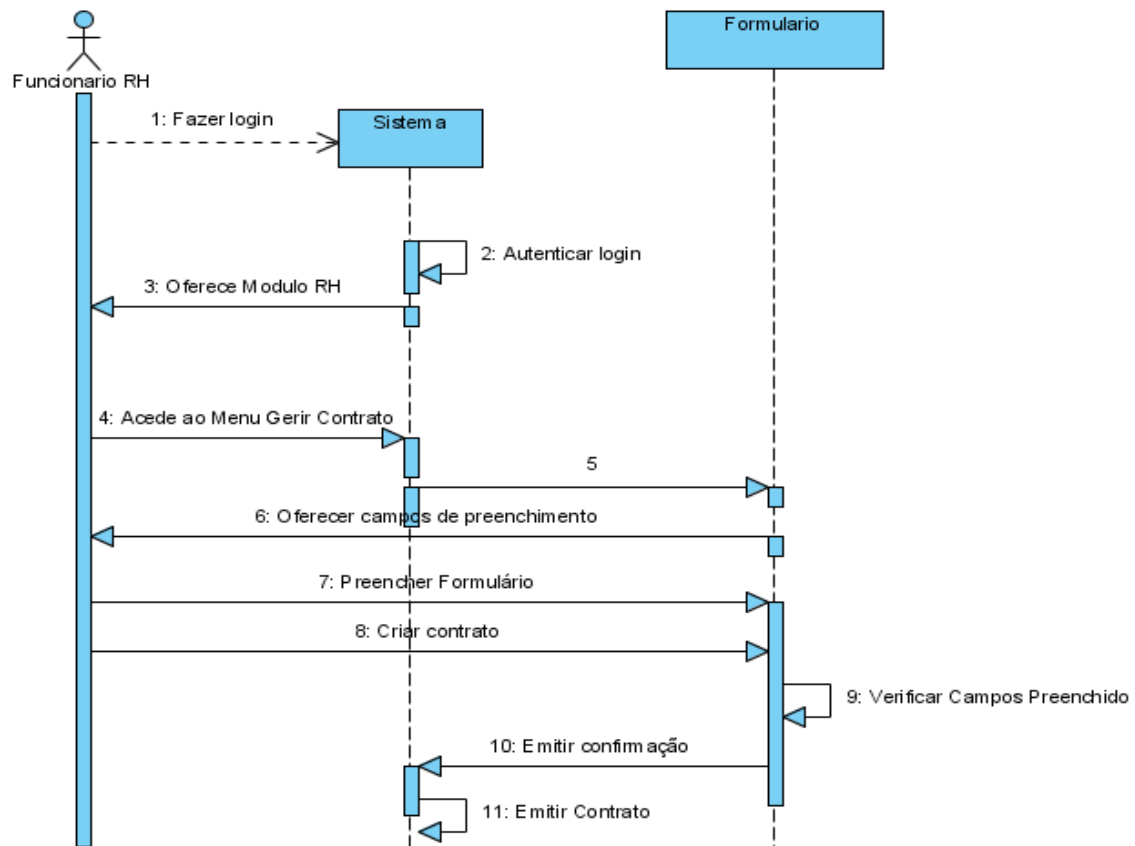 Formulario
Funcionario RH
1: Fazer login
Sistema
2: Autenticar login
3: Oferece Modulo RH
4: Acede ao Menu Gerir Contrato
5
6: Oferecer campos de preenchimento
7: Preencher Formulário
8: Criar contrato
9: Verificar Campos Preenchido
10: Emitir confirmação
11: Emitir Contrato